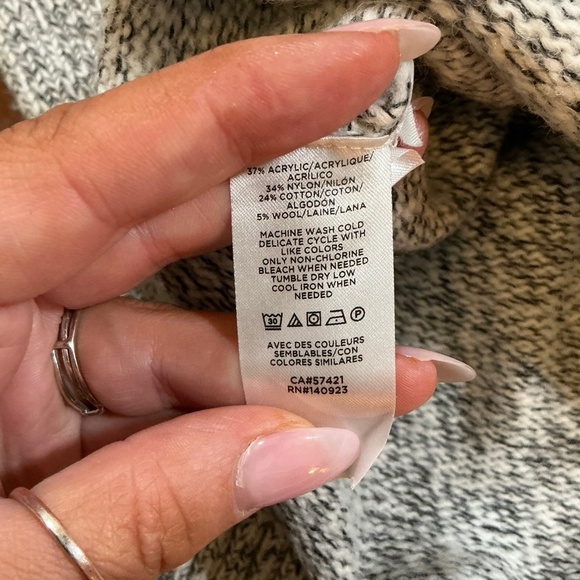 37% ACRYLIC/ACRYLIQUE/
ACRÍLICO
34% NYLON/NILÓN
24% COTTON/COTON/
ALGODÓN
5% WOOL/LAINE/LANA
MACHINE WASH COLD
DELICATE CYCLE WITH
LIKE COLORS
ONLY NON-CHLORINE
BLEACH WHEN NEEDED
TUMBLE DRY LOW
COOL IRON WHEN
NEEDED
30 P
AVEC DES COULEURS
SEMBLABLES/CON
COLORES SIMILARES
CA#57421
RN#140923